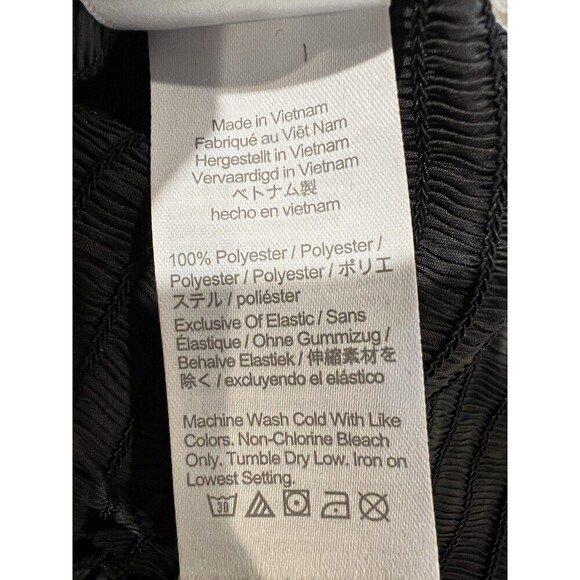 Made in Vietnam
Fabriqué au Viêt Nam
Hergestellt in Vietnam
Vervaardigd in Vietnam
ベトナム製
hecho en vietnam
100% Polyester / Polyester /
Polyester / Polyester / ポリエ
ステル / poliéster
Exclusive Of Elastic / Sans
Élastique / Ohne Gummizug /
Behalve Elastiek / 伸縮素材を
除く / excluyendo el elástico
Machine Wash Cold With Like
Colors. Non-Chlorine Bleach
Only. Tumble Dry Low. Iron on
Lowest Setting.
30